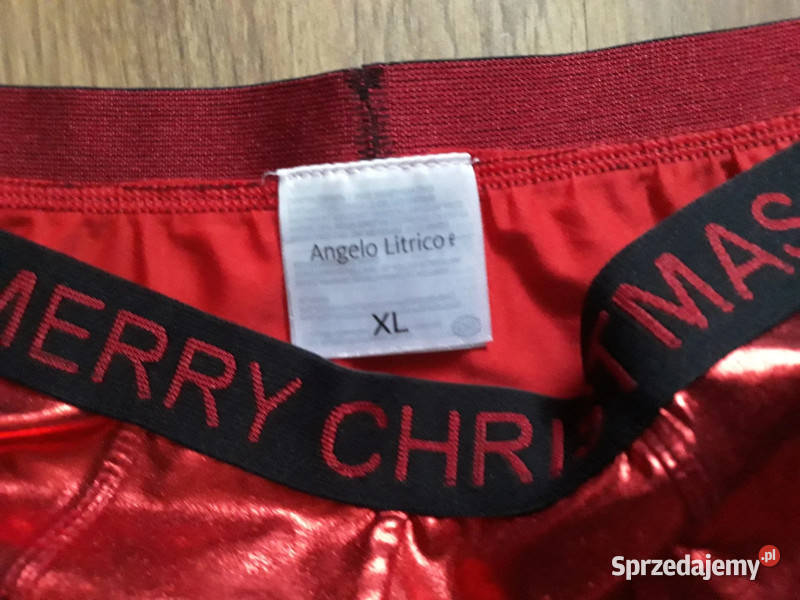 Angelo Litrico
XL
MERRY CHRISTMAS
Sprzedajemy.pl